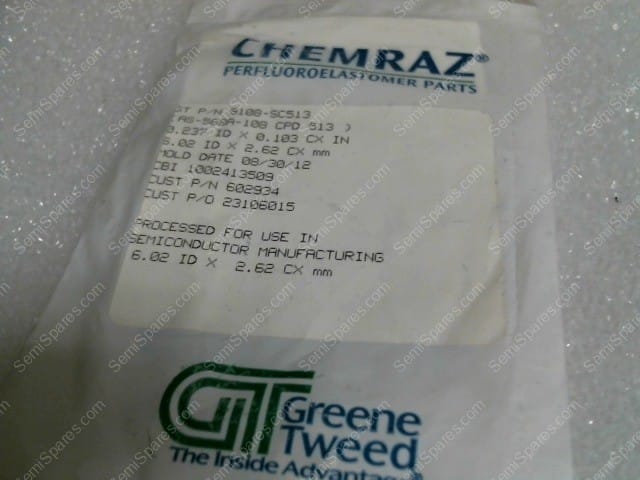 CHEMRAZ®
PERFLUOROELASTOMER PARTS
GT P/N 9108-SC513
(AS-568A-108 CPD 513 )
0.237 ID X 0.103 CX IN
6.02 ID X 2.62 CX mm
MOLD DATE 08/30/12
CBI 1002413509
CUST P/N 602934
CUST P/O 23106015
PROCESSED FOR USE IN
SEMICONDUCTOR MANUFACTURING
6.02 ID X 2.62 CX mm
GT
Greene
Tweed
The Inside Advantage®
SemiSpares.com